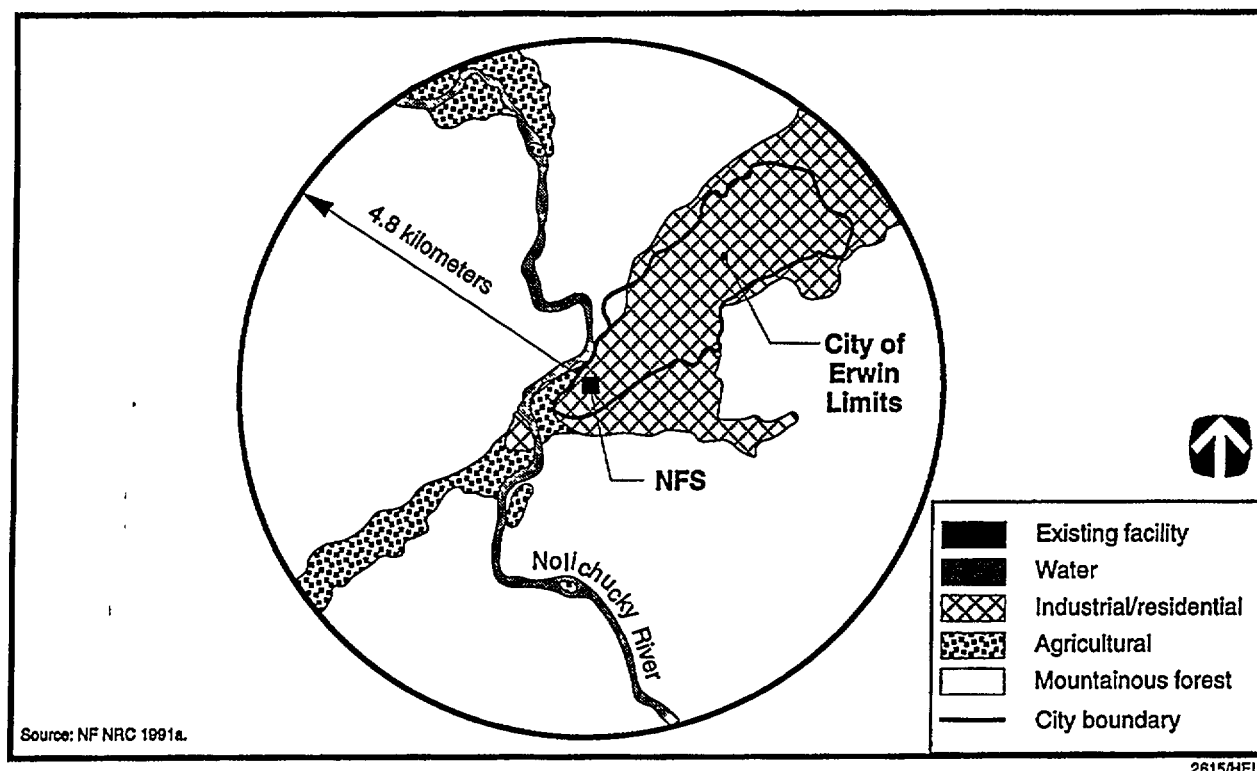 4.8 kilometers
City of
Erwin
Limits
NFS
Nolichucky River
Existing facility
Water
Industrial/residential
Agricultural
Mountainous forest
City boundary
Source: NF NRC 1991a.